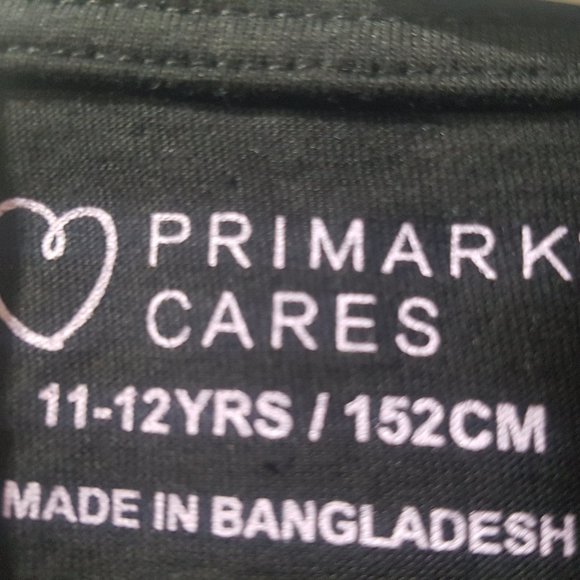 PRIMARK
CARES
11-12YRS / 152CM
MADE IN BANGLADESH